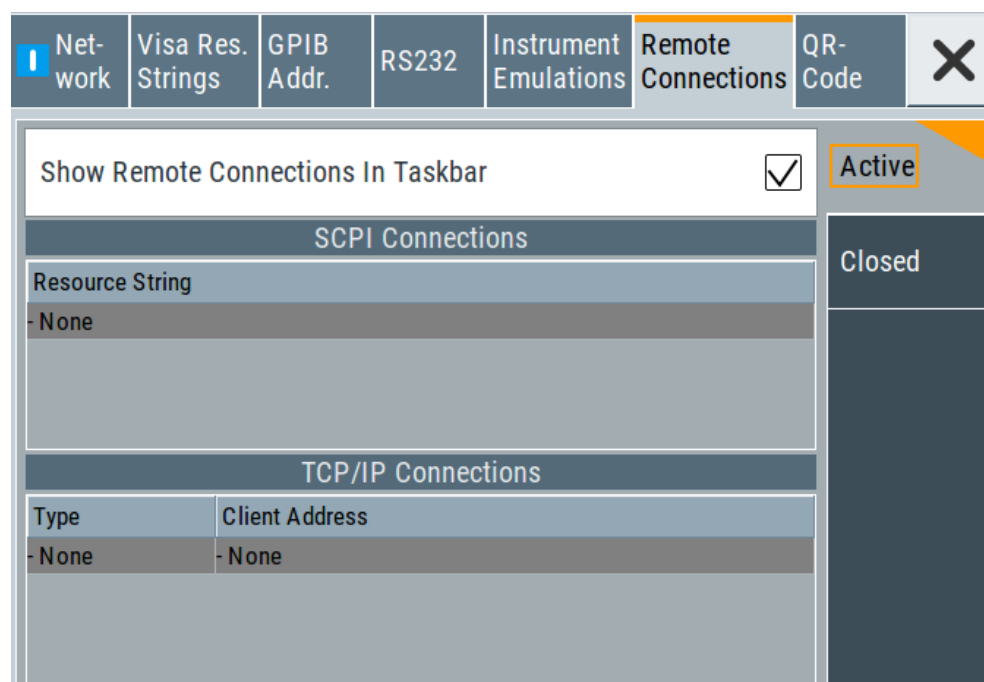 Net-
work
Visa Res.
Strings
GPIB
Addr.
RS232
Instrument
Emulations
Remote
Connections
QR-
Code
Show Remote Connections In Taskbar
Active
Closed
SCPI Connections
Resource String
- None
TCP/IP Connections
Type Client Address
- None - None